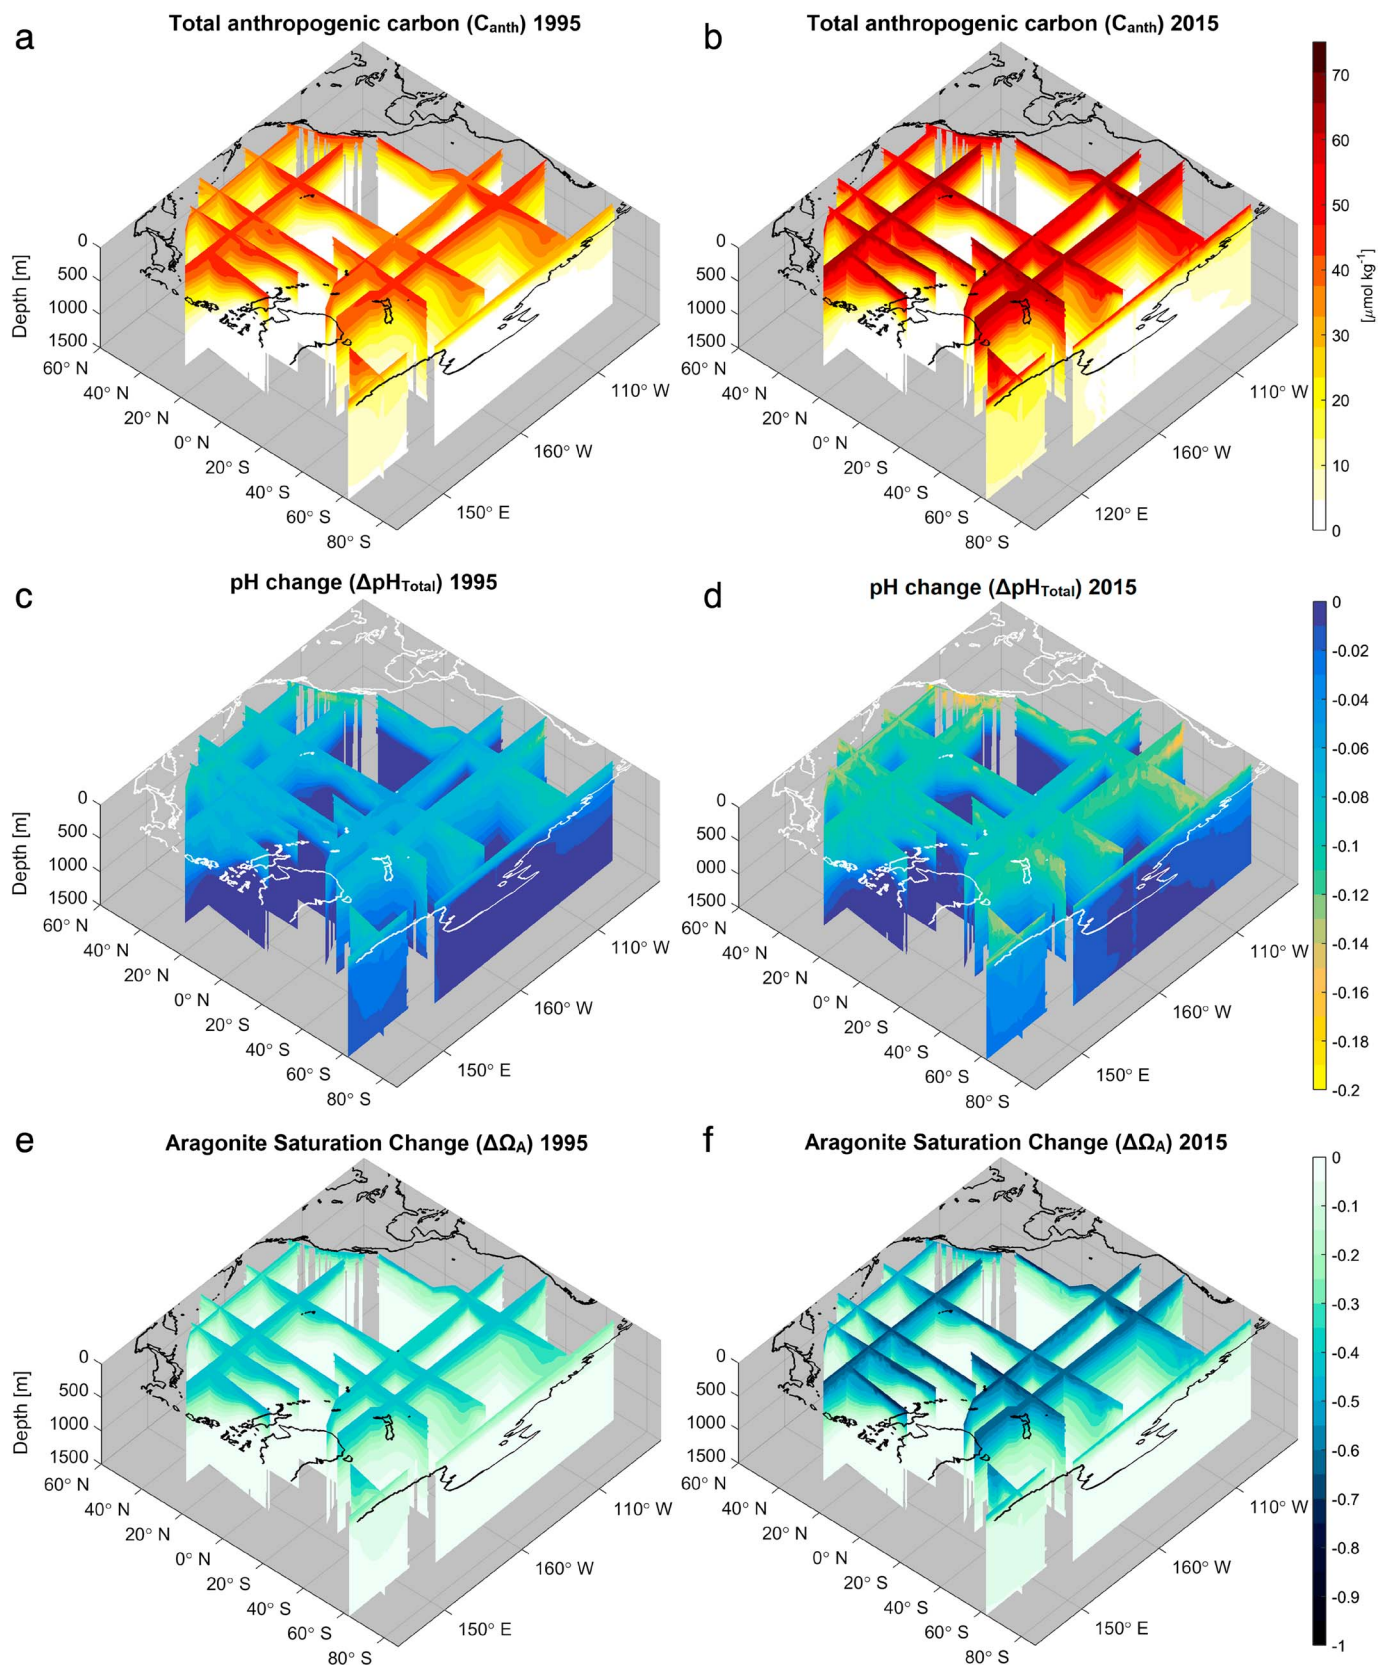 a
Total anthropogenic carbon (Canth) 1995
b
Total anthropogenic carbon (Canth) 2015
Depth [m]
0
500
1000
1500
60° N
40° N
20° N
0° N
20° S
40° S
60° S
80° S
150° E
160° W
110° W
0
500
1000
1500
60° N
40° N
20° N
0° N
20° S
40° S
60° S
80° S
120° E
160° W
110° W
70
60
50
40
30
20
10
0
[μmol kg-1]
c
pH change (ΔpHTotal) 1995
d
pH change (ΔpHTotal) 2015
Depth [m]
0
500
1000
1500
60° N
40° N
20° N
0° N
20° S
40° S
60° S
80° S
150° E
160° W
110° W
0
500
000
1500
60° N
40° N
20° N
0° N
20° S
40° S
60° S
80° S
150° E
160° W
110° W
0
-0.02
-0.04
-0.06
-0.08
-0.1
-0.12
-0.14
-0.16
-0.18
-0.2
e
Aragonite Saturation Change (ΔΩA) 1995
f
Aragonite Saturation Change (ΔΩA) 2015
Depth [m]
0
500
1000
1500
60° N
40° N
20° N
0° N
20° S
40° S
60° S
80° S
150° E
160° W
110° W
0
500
1000
1500
60° N
40° N
20° N
0° N
20° S
40° S
60° S
80° S
150° E
160° W
110° W
0
-0.1
-0.2
-0.3
-0.4
-0.5
-0.6
-0.7
-0.8
-0.9
-1